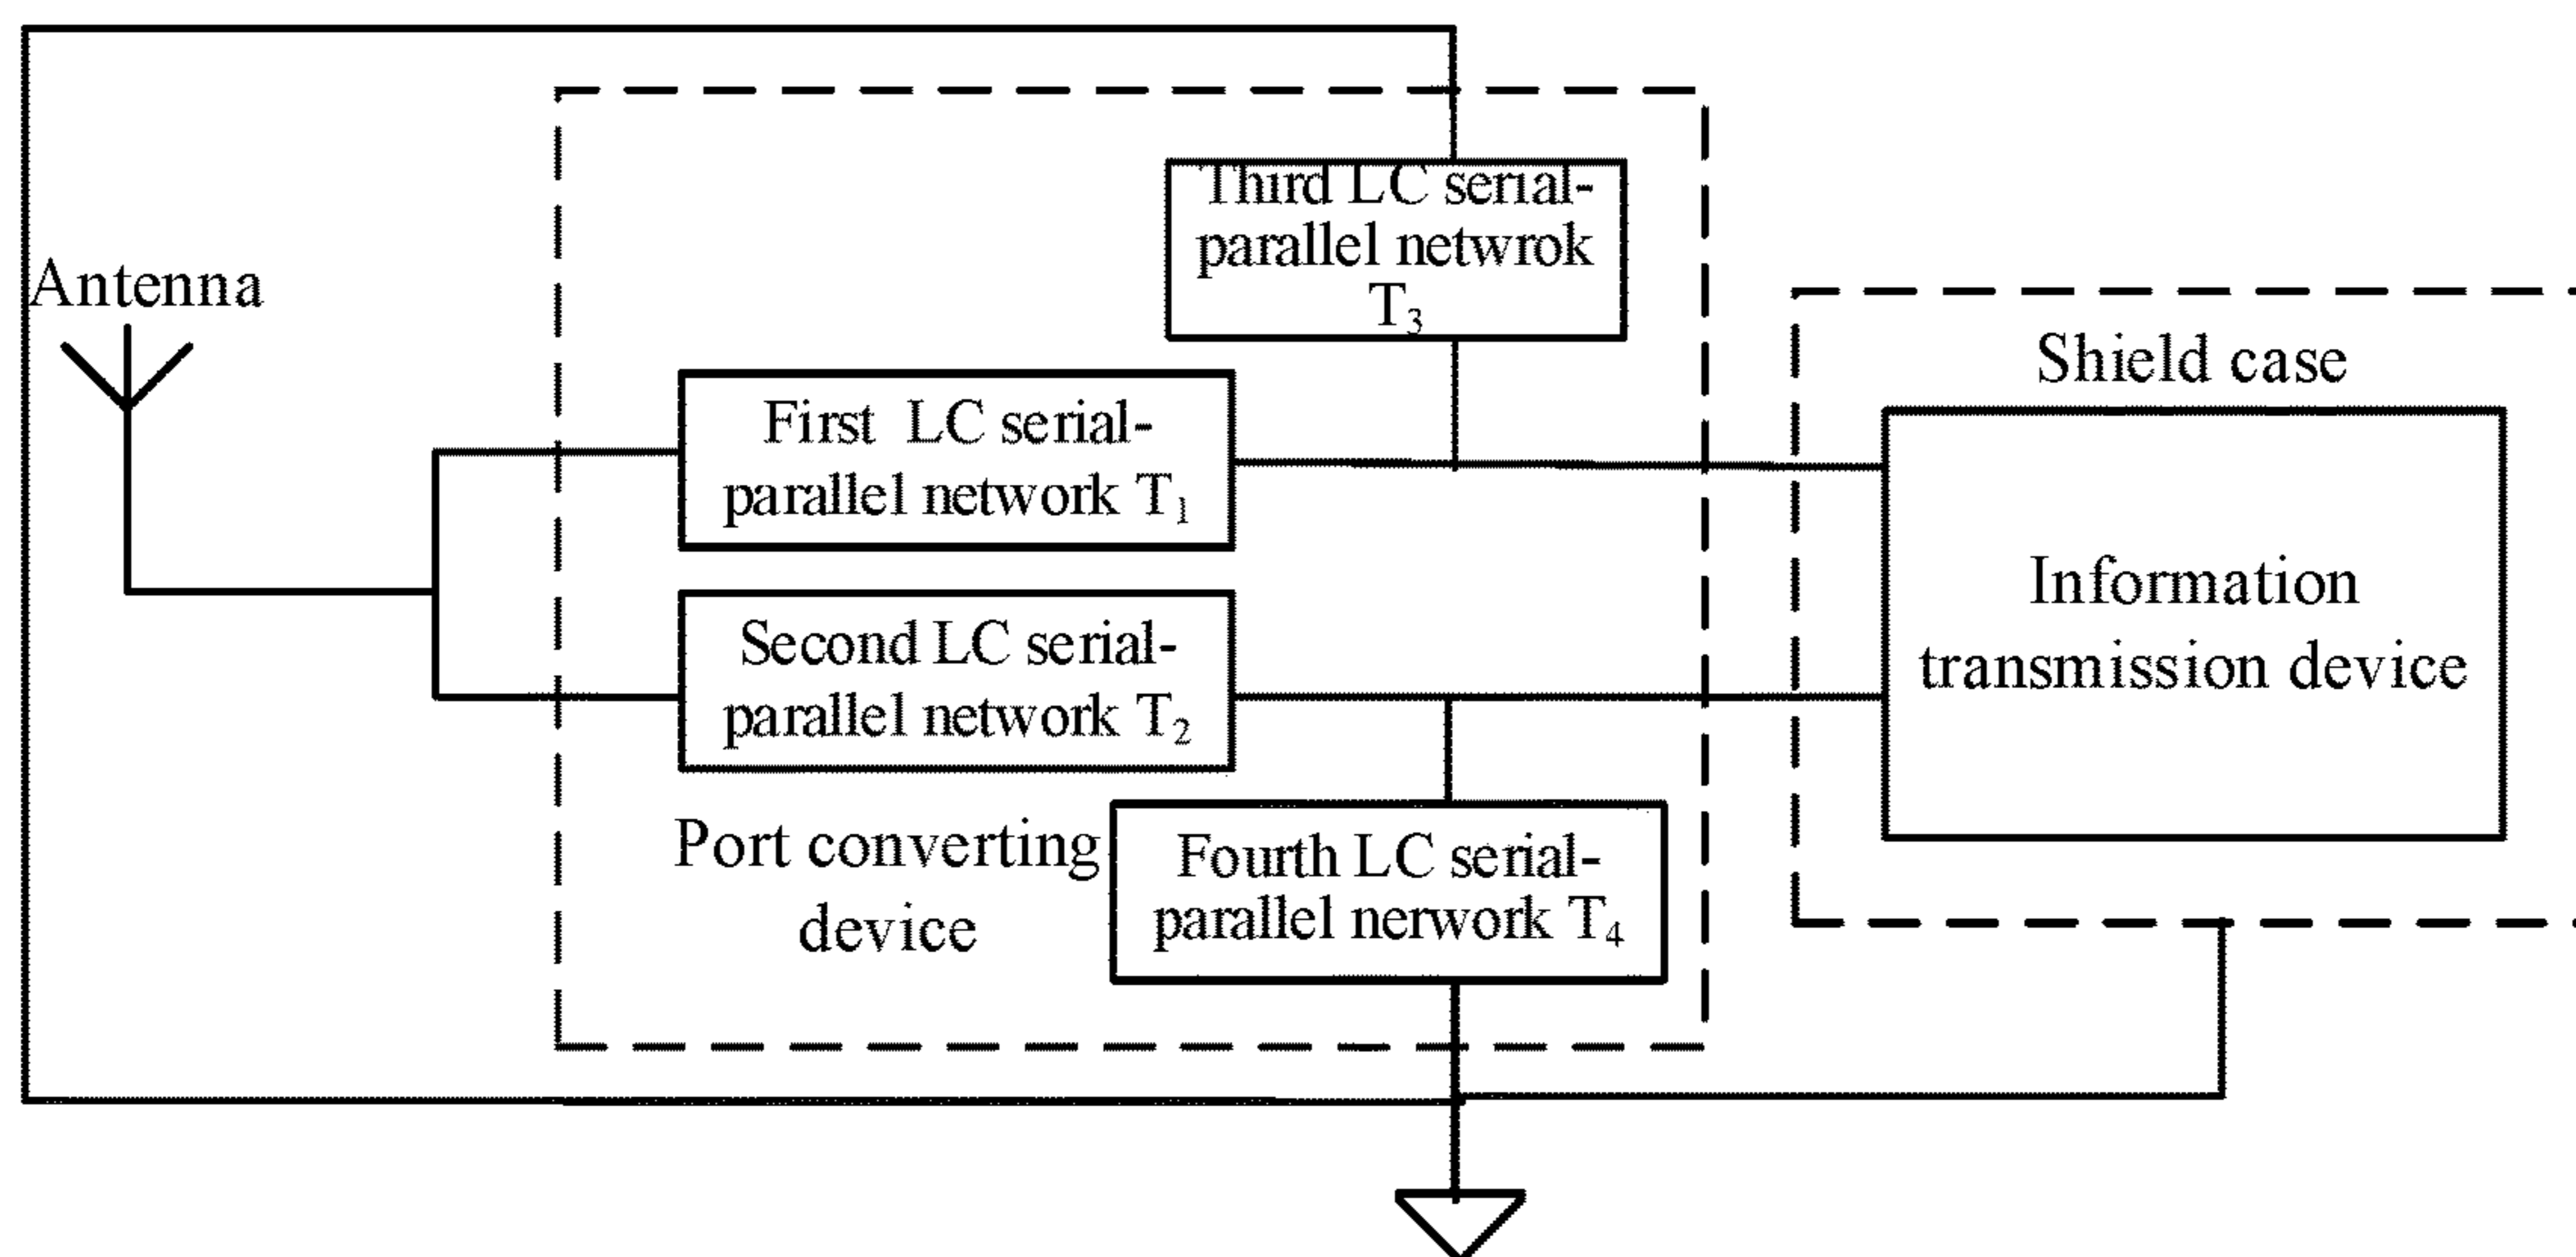 Antenna
Third LC serial-
parallel netwrok
T3
First LC serial-
parallel network T1
Second LC serial-
parallel network T2
Port converting
device
Fourth LC serial-
parallel nerwork T4
Shield case
Information
transmission device